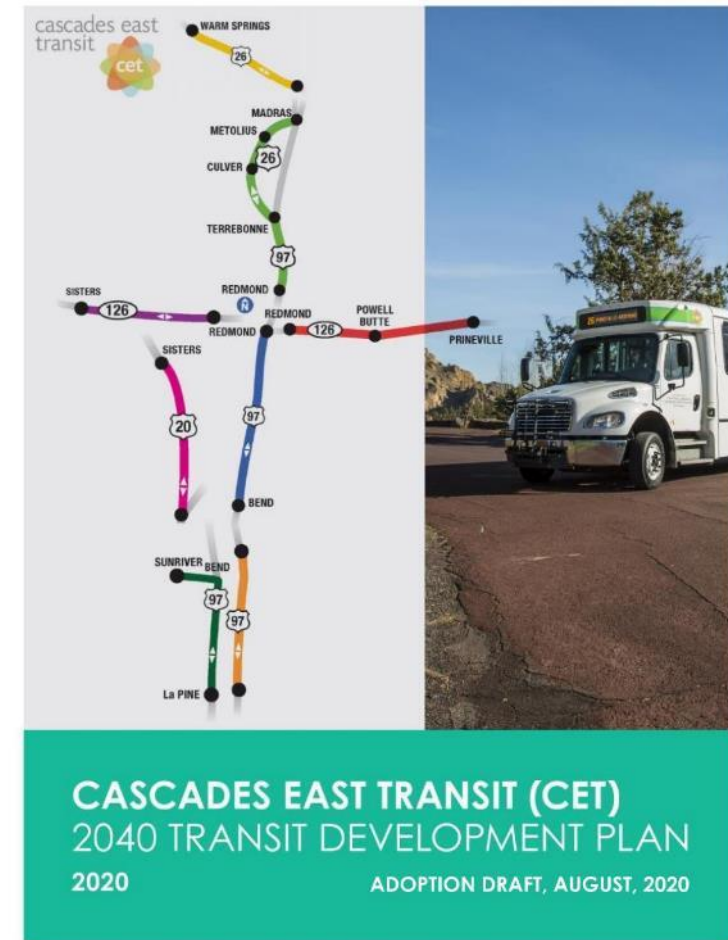 cascades east
transit
cet
WARM SPRINGS
26
MADRAS
METOLIUS
26
CULVER
TERREBONNE
97
REDMOND
SISTERS
126
N
REDMOND
POWELL
BUTTE
REDMOND
126
PRINEVILLE
SISTERS
20
97
BEND
SUNRIVER
BEND
97
97
La PINE
CASCADES EAST TRANSIT (CET)
2040 TRANSIT DEVELOPMENT PLAN
2020
ADOPTION DRAFT, AUGUST, 2020